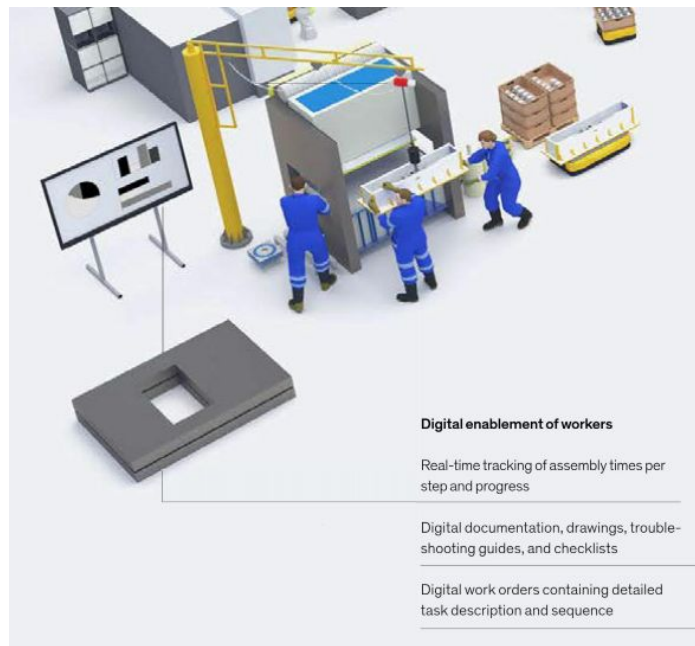 Digital enablement of workers
Real-time tracking of assembly times per
step and progress
Digital documentation, drawings, trouble-
shooting guides, and checklists
Digital work orders containing detailed
task description and sequence